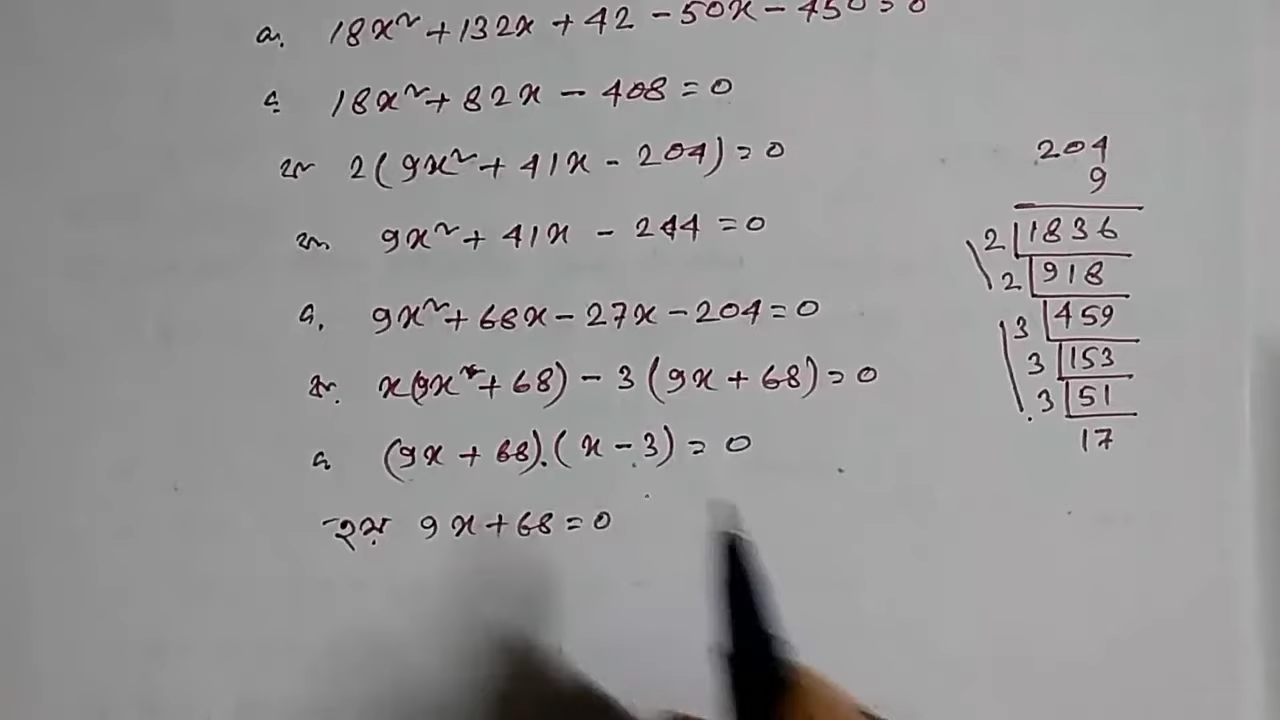 বা, 18x² + 132x + 42 - 50x - 450 = 0
বা 18x² + 82x - 408 = 0
বা 2(9x² + 41x - 204) = 0
বা 9x² + 41x - 244 = 0
বা, 9x² + 68x - 27x - 204 = 0
বা, x(9x + 68) - 3(9x + 68) = 0
বা (9x + 68).(x - 3) = 0
হয় 9x + 68 = 0
204
9
2 | 1836
2 | 918
3 | 459
3 | 153
3 | 51
17